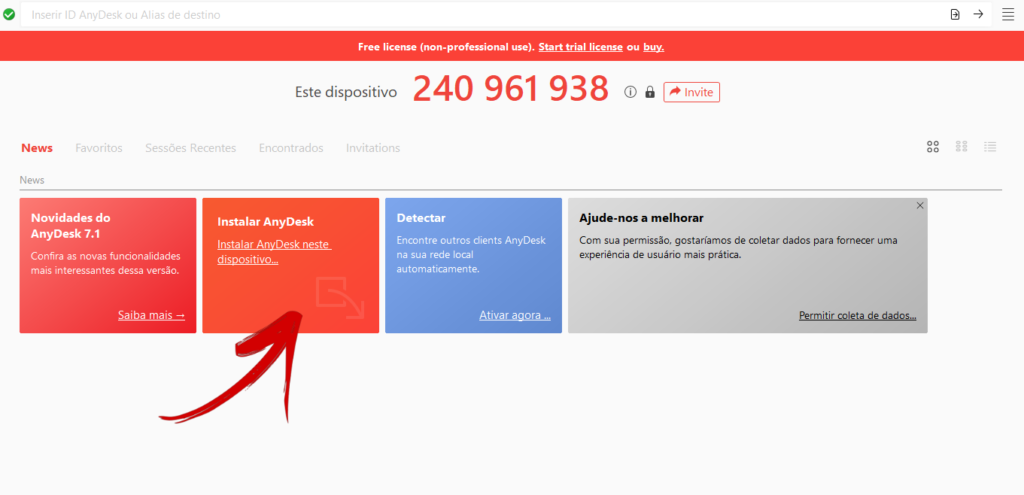 Inserir ID AnyDesk ou Alias de destino
Free license (non-professional use). Start trial license ou buy.
Este dispositivo 240 961 938 Invite
News Favoritos Sessões Recentes Encontrados Invitations
News
Novidades do
AnyDesk 7.1
Confira as novas funcionalidades
mais interessantes dessa versão.
Saiba mais →
Instalar AnyDesk
Instalar AnyDesk neste
dispositivo...
Detectar
Encontre outros clients AnyDesk
na sua rede local
automaticamente.
Ativar agora ...
Ajude-nos a melhorar
Com sua permissão, gostaríamos de coletar dados para fornecer uma
experiência de usuário mais prática.
Permitir coleta de dados...